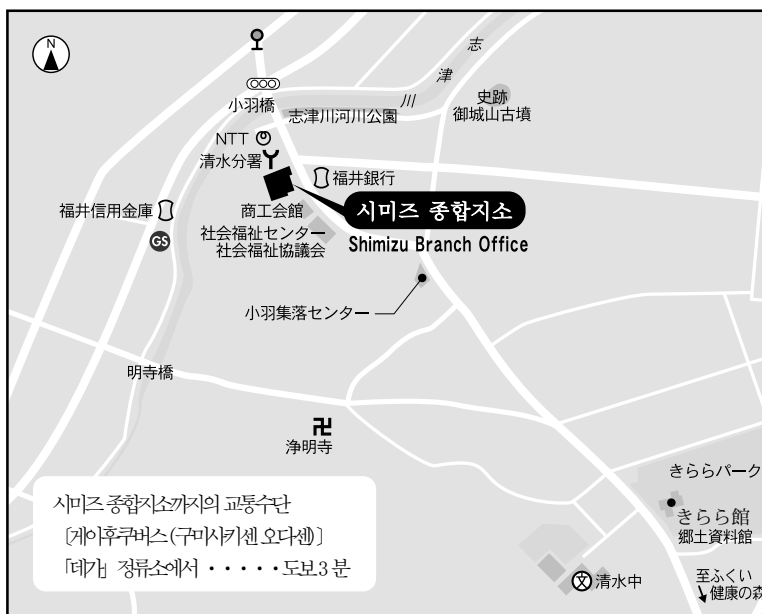 N
志
津
川
小羽橋
志津川河川公園
史跡
御城山古墳
NTT
清水分署
福井銀行
福井信用金庫
商工会館
시미즈 종합지소
GS
社会福祉センター
社会福祉協議会
Shimizu Branch Office
小羽集落センター
明寺橋
浄明寺
きららパーク
きらら館
郷土資料館
清水中
文
至ふくい
健康の森
시미즈 종합지소까지의 교통수단
[게이후쿠버스(구미사키센 오다센)]
「데가」 정류소에서 ・・・・・도보3분